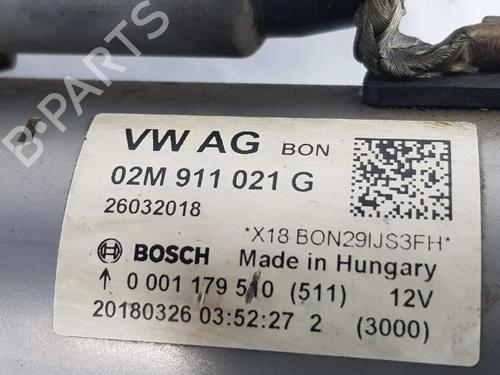 VW AG BON
02M 911 021 G
26032018
*X18 BON29IJS3FH*
BOSCH Made in Hungary
↑ 0 001 179 510 (511) 12V
20180326 03:52:27 2 (3000)
B-PARTS